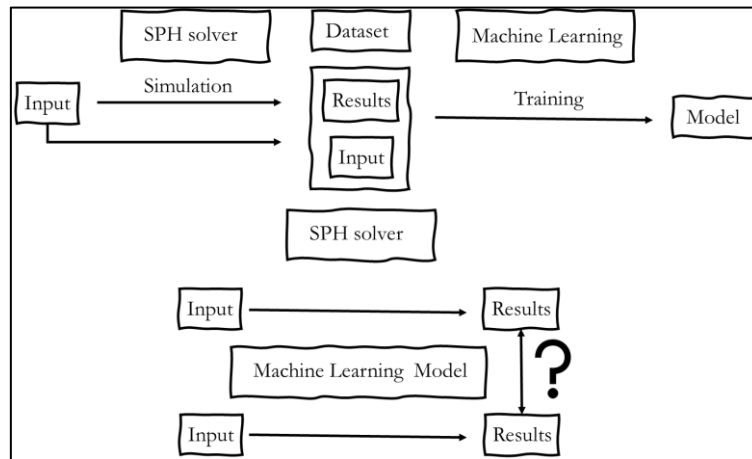 SPH solver
Dataset
Machine Learning
Simulation
Input
Results
Training
Model
Input
SPH solver
Input
Results
Machine Learning Model
?
Input
Results